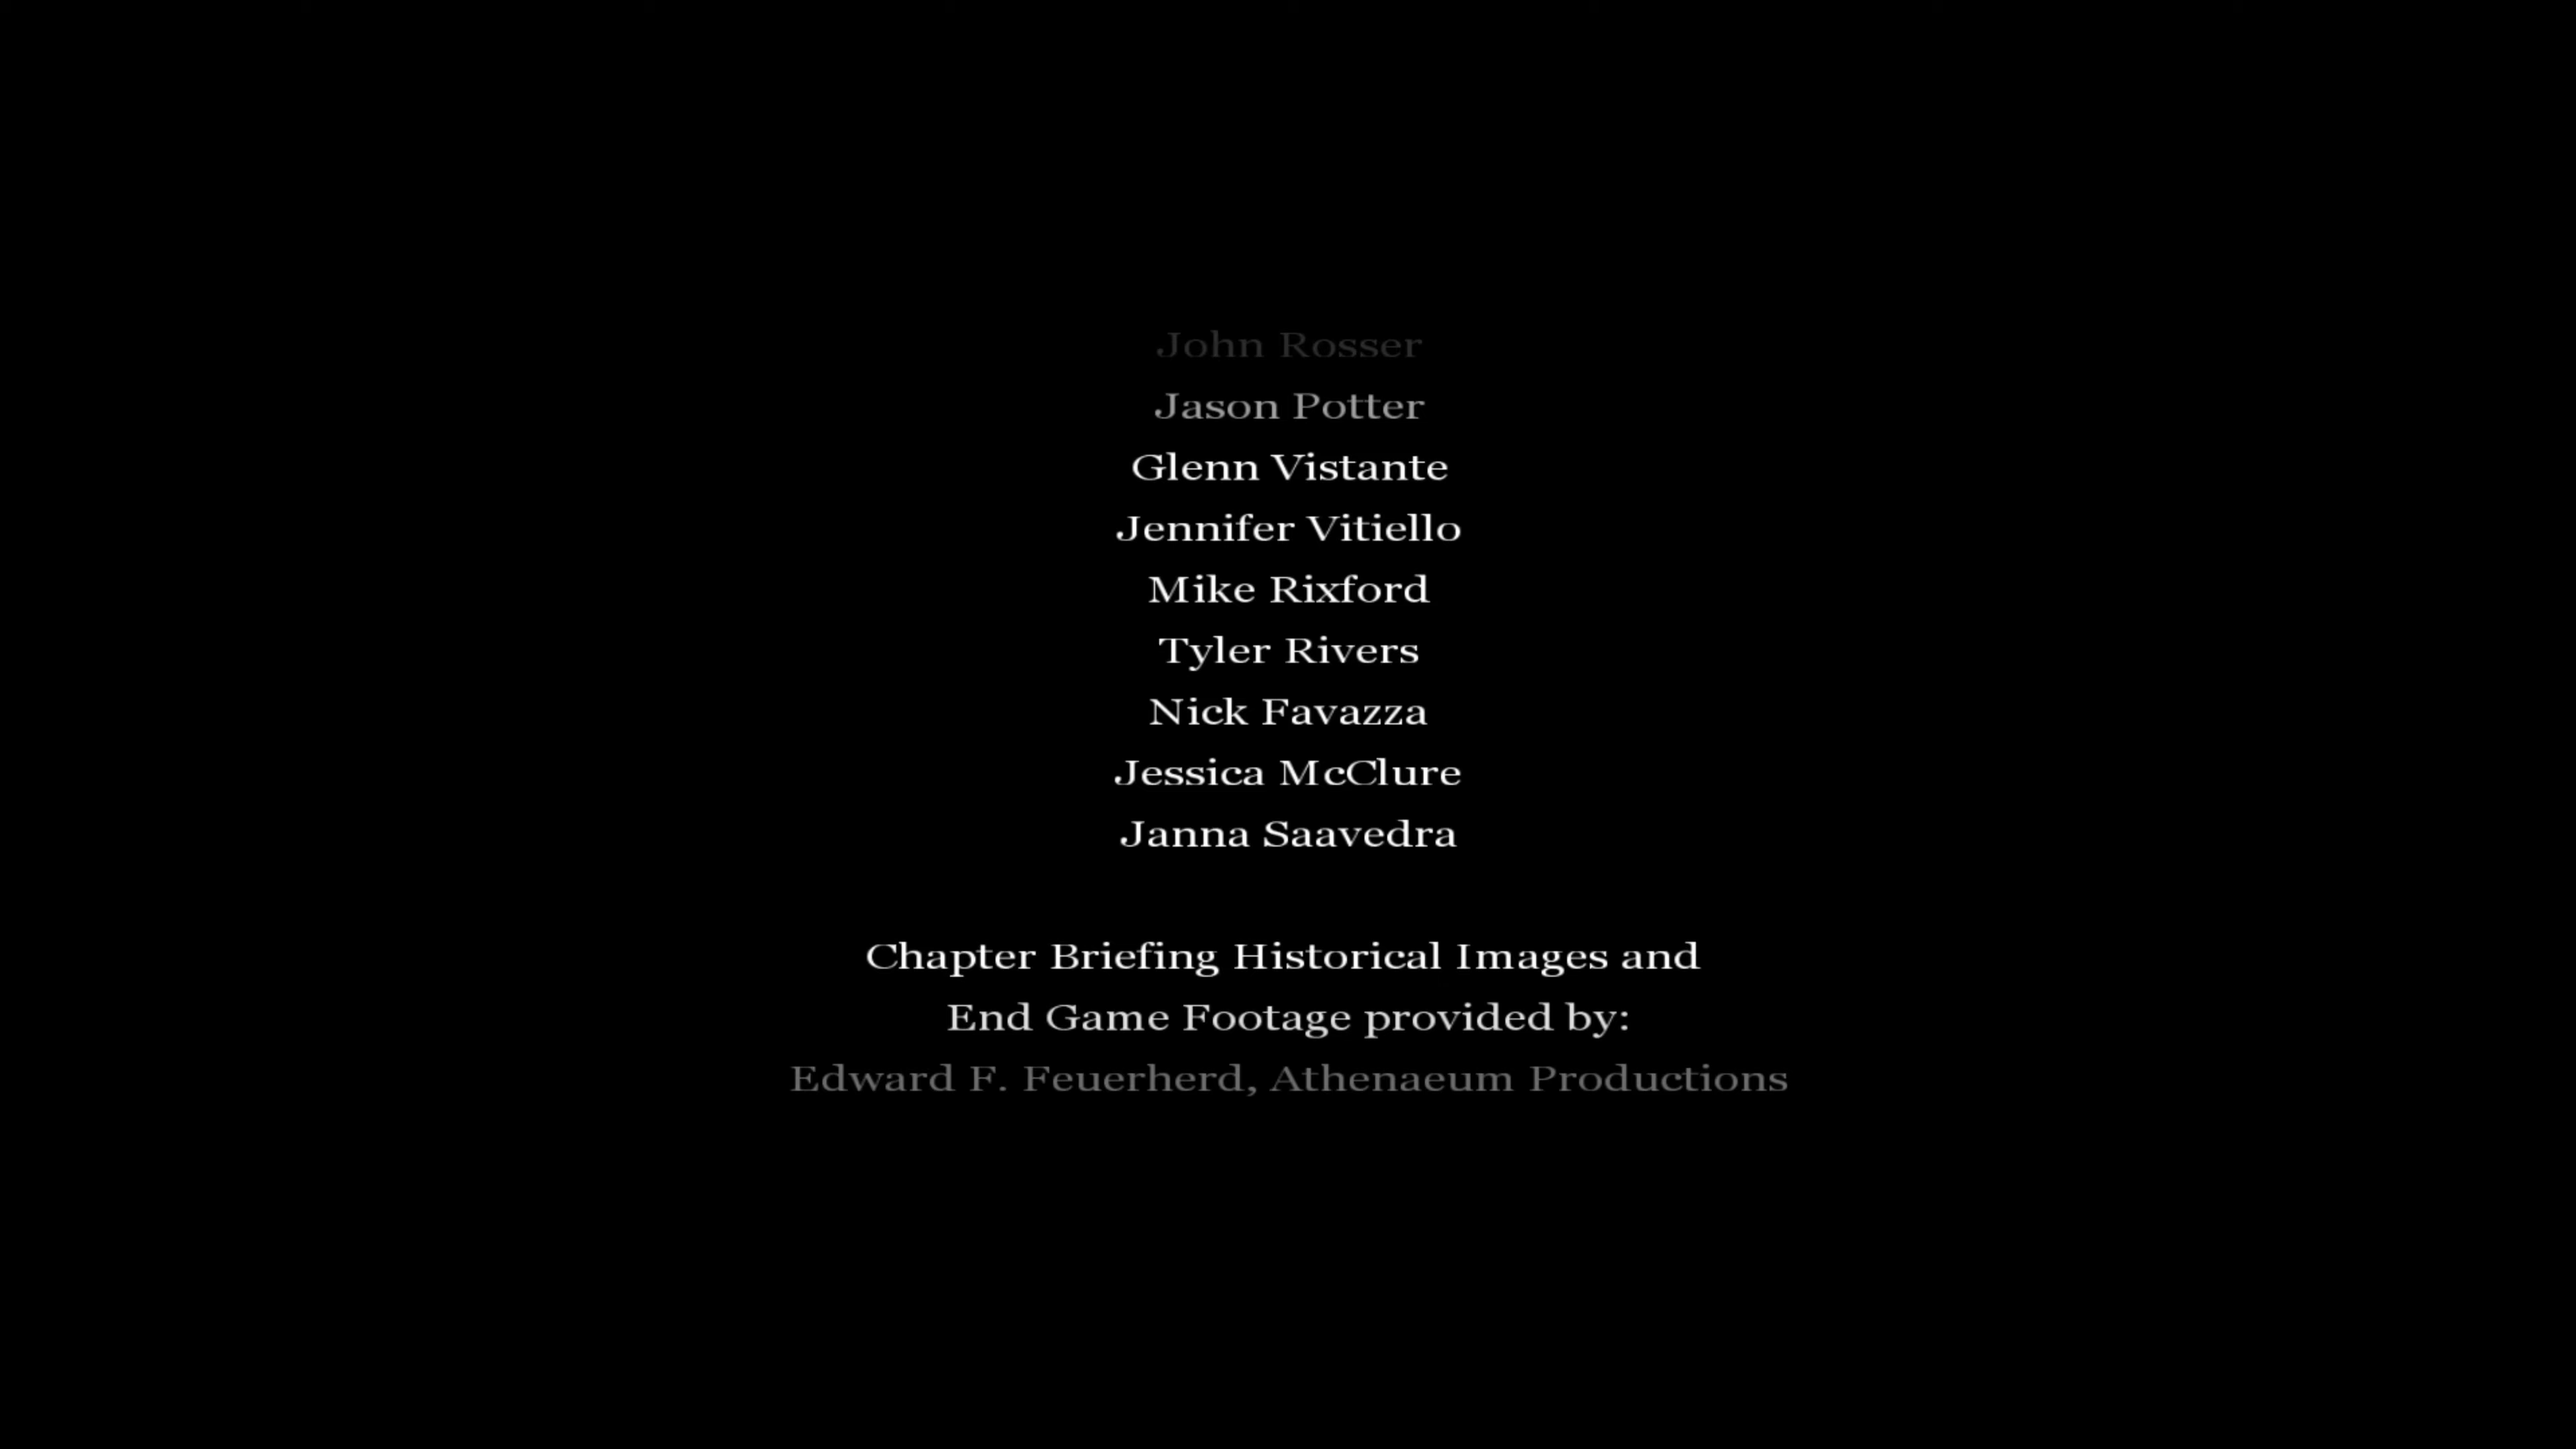 John Rosser
Jason Potter
Glenn Vistante
Jennifer Vitiello
Mike Rixford
Tyler Rivers
Nick Favazza
Jessica McClure
Janna Saavedra
Chapter Briefing Historical Images and
End Game Footage provided by:
Edward F. Feuerherd, Athenaeum Productions